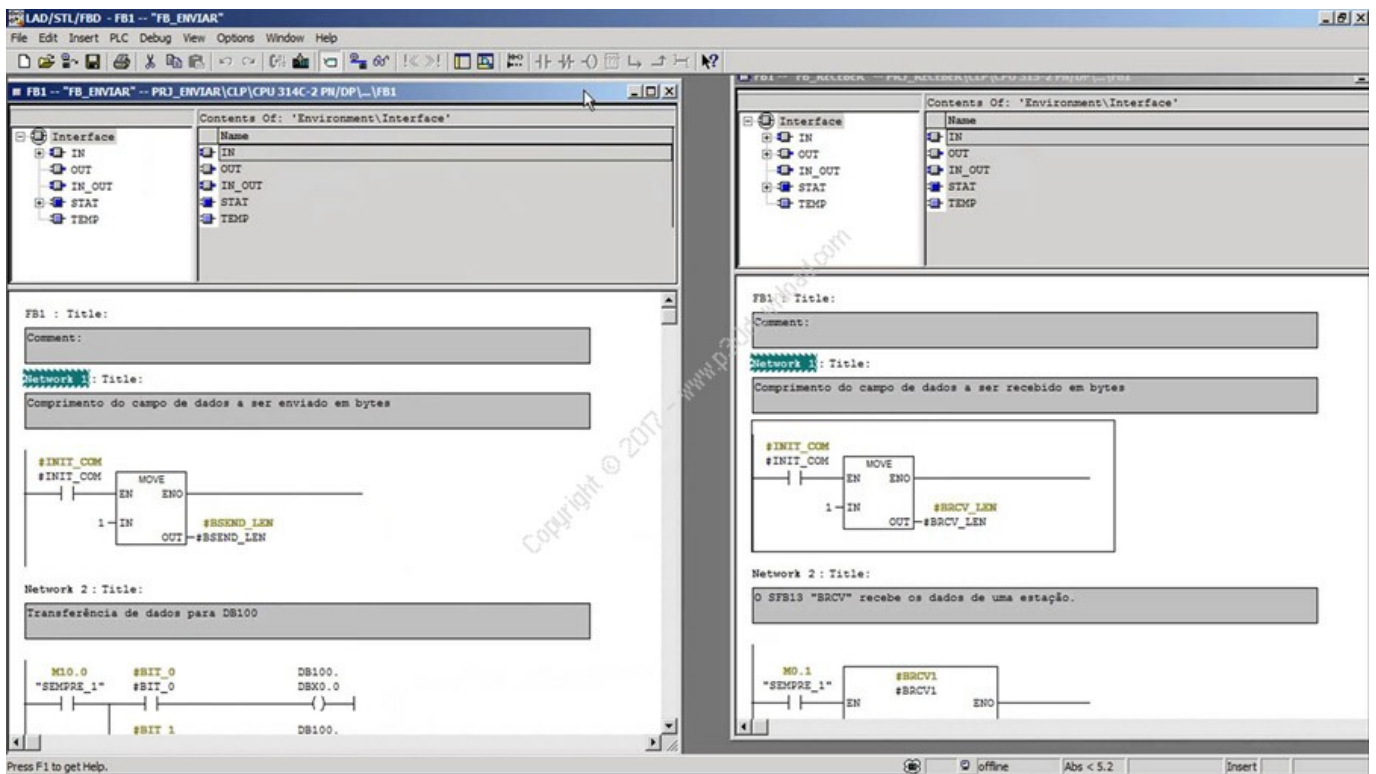 LAD/STL/FBD - FB1 -- "FB_ENVIAR"
File Edit Insert PLC Debug View Options Window Help
FB1 -- "FB_ENVIAR" -- PRJ_ENVIAR\CLP\CPU 314C-2 PN/DP\...\FB1
Contents Of: 'Environment\Interface'
Interface
IN
OUT
IN_OUT
STAT
TEMP
Name
IN
OUT
IN_OUT
STAT
TEMP
FB1 : Title:
Comment:
Network 1: Title:
Comprimento do campo de dados a ser enviado em bytes
#INIT_COM
#INIT_COM
MOVE
EN ENO
1 IN
#BSEND_LEN
OUT #BSEND_LEN
Network 2 : Title:
Transferência de dados para DB100
M10.0 #BIT_0 DB100.
"SEMPRE_1" #BIT_0 DBX0.0
#BIT_1 DB100.
Contents Of: 'Environment\Interface'
Interface
IN
OUT
IN_OUT
STAT
TEMP
Name
IN
OUT
IN_OUT
STAT
TEMP
FB1 : Title:
Comment:
Network 1: Title:
Comprimento do campo de dados a ser recebido em bytes
#INIT_COM
#INIT_COM
MOVE
EN ENO
1 IN
#BRCV_LEN
OUT #BRCV_LEN
Network 2 : Title:
O SFB13 "BRCV" recebe os dados de uma estação.
M0.1 #BRCV1
"SEMPRE_1" #BRCV1
EN ENO
Copyright © 2017 - www.p30download.com
Press F1 to get Help.
offline Abs < 5.2 Insert